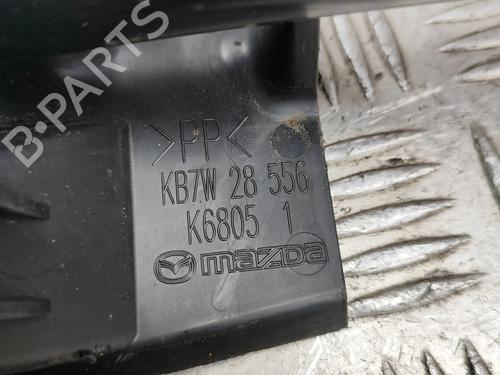 B-PARTS
>PP<
KB7W 28 556
K6805 1
mazda